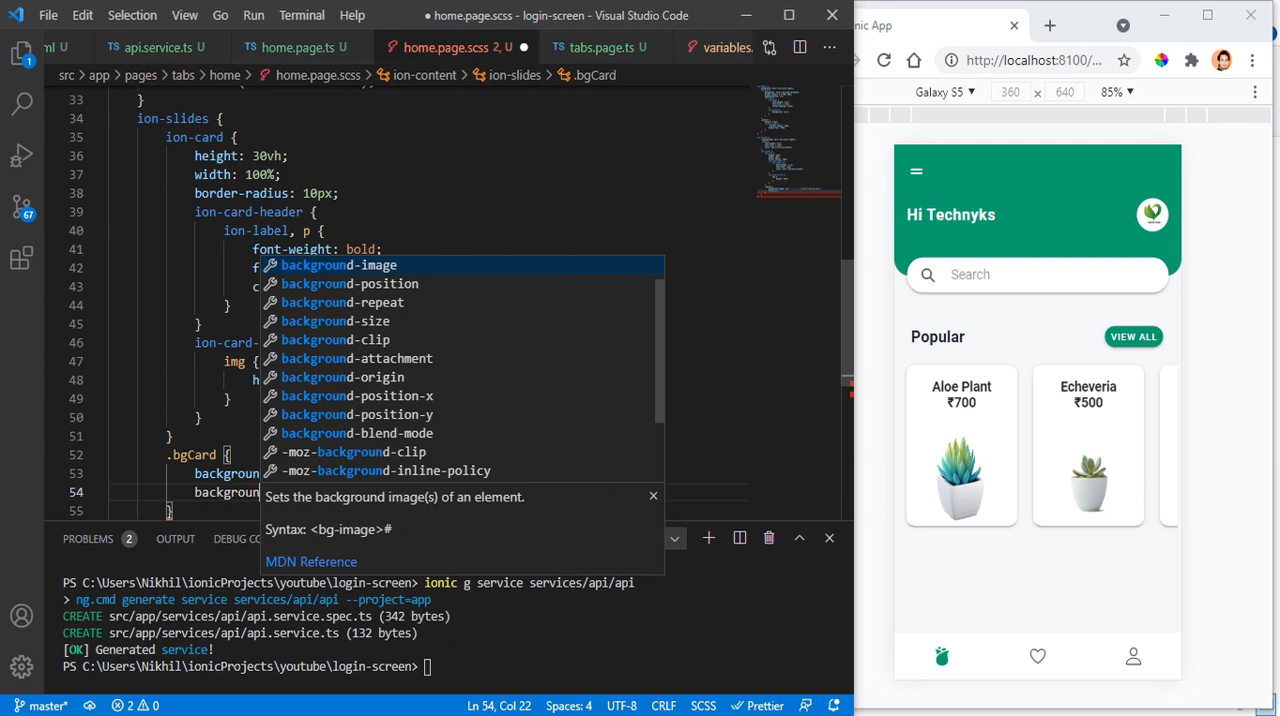 File Edit Selection View Go Run Terminal Help
● home.page.scss - login-screen - Visual Studio Code
ml U TS api.service.ts U TS home.page.ts U home.page.scss 2, U ● TS tabs.page.ts U variables.
src > app > pages > tabs > home > > ion-content > ion-slides > .bgCard
33 }
34 ion-slides {
35 ion-card {
36 height: 30vh;
37 width: 100%;
38 border-radius: 10px;
39 ion-card-header {
40 ion-label, p {
41 font-weight: bold;
42 f
43 c
44 }
45 }
46 ion-card-
47 img {
48 h
49 }
50 }
51 }
52 .bgCard {
53 backgroun
54 backgroun
55 }
background-image
background-position
background-repeat
background-size
background-clip
background-attachment
background-origin
background-position-x
background-position-y
background-blend-mode
-moz-background-clip
-moz-background-inline-policy
Sets the background image(s) of an element.
Syntax: <bg-image>#
MDN Reference
PROBLEMS 2 OUTPUT DEBUG CO
PS C:\Users\Nikhil\ionicProjects\youtube\login-screen> ionic g service services/api/api
> ng.cmd generate service services/api/api --project=app
CREATE src/app/services/api/api.service.spec.ts (342 bytes)
CREATE src/app/services/api/api.service.ts (132 bytes)
[OK] Generated service!
PS C:\Users\Nikhil\ionicProjects\youtube\login-screen>
1
67
master* 2 0 Ln 54, Col 22 Spaces: 4 UTF-8 CRLF SCSS Prettier
nic App
http://localhost:8100/...
Galaxy S5 360 x 640 85%
Hi Technyks
Search
Popular VIEW ALL
Aloe Plant
₹700
Echeveria
₹500